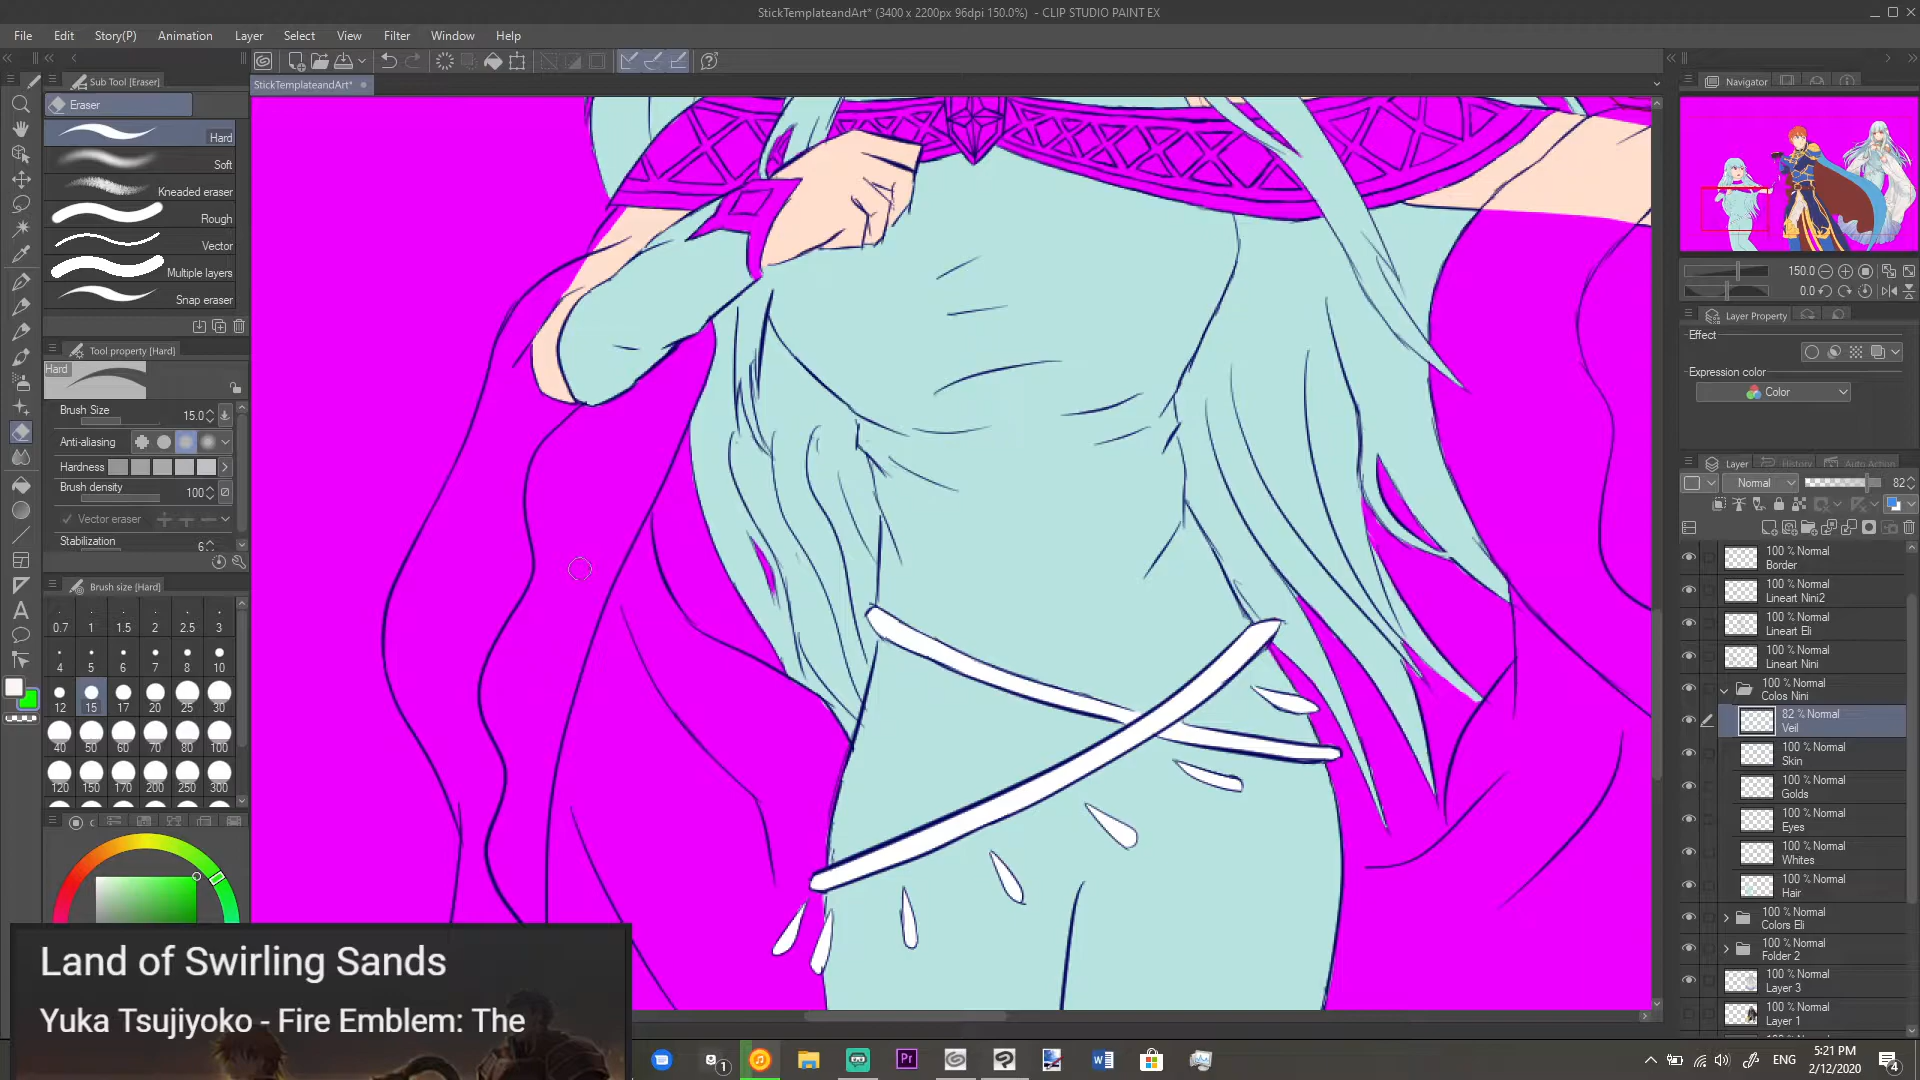 StickTemplateandArt* (3400 x 2200px 96dpi 150.0%)  - CLIP STUDIO PAINT EX
File Edit Story(P) Animation Layer Select View Filter Window Help
Sub Tool [Eraser]
StickTemplateandArt*
Navigator
Eraser
Hard
Soft
Kneaded eraser
Rough
Vector
Multiple layers
Snap eraser
150.0
0.0
Layer Property
Effect
Expression color
Color
Tool property [Hard]
Hard
Brush Size 15.0
Anti-aliasing
Hardness
Brush density 100
Vector eraser
Stabilization 6
Layer History Auto Action
Normal 82
Brush size [Hard]
0.7 1 1.5 2 2.5 3
4 5 6 7 8 10
12 15 17 20 25 30
40 50 60 70 80 100
120 150 170 200 250 300
100 % Normal
Border
100 % Normal
Lineart Nini2
100 % Normal
Lineart Eli
100 % Normal
Lineart Nini
100 % Normal
Colos Nini
82 % Normal
Veil
100 % Normal
Skin
100 % Normal
Golds
100 % Normal
Eyes
100 % Normal
Whites
100 % Normal
Hair
100 % Normal
Colors Eli
100 % Normal
Folder 2
100 % Normal
Layer 3
100 % Normal
Layer 1
Land of Swirling Sands
Yuka Tsujiyoko - Fire Emblem: The
1
Pr
W
ENG
5:21 PM
2/12/2020
4